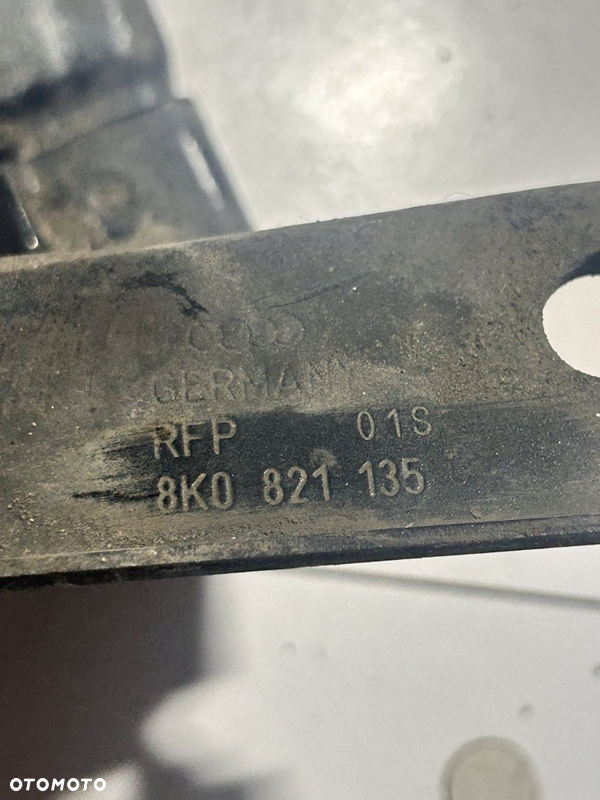 GERMANY
RFP 01S
8K0 821 135
OTOMOTO